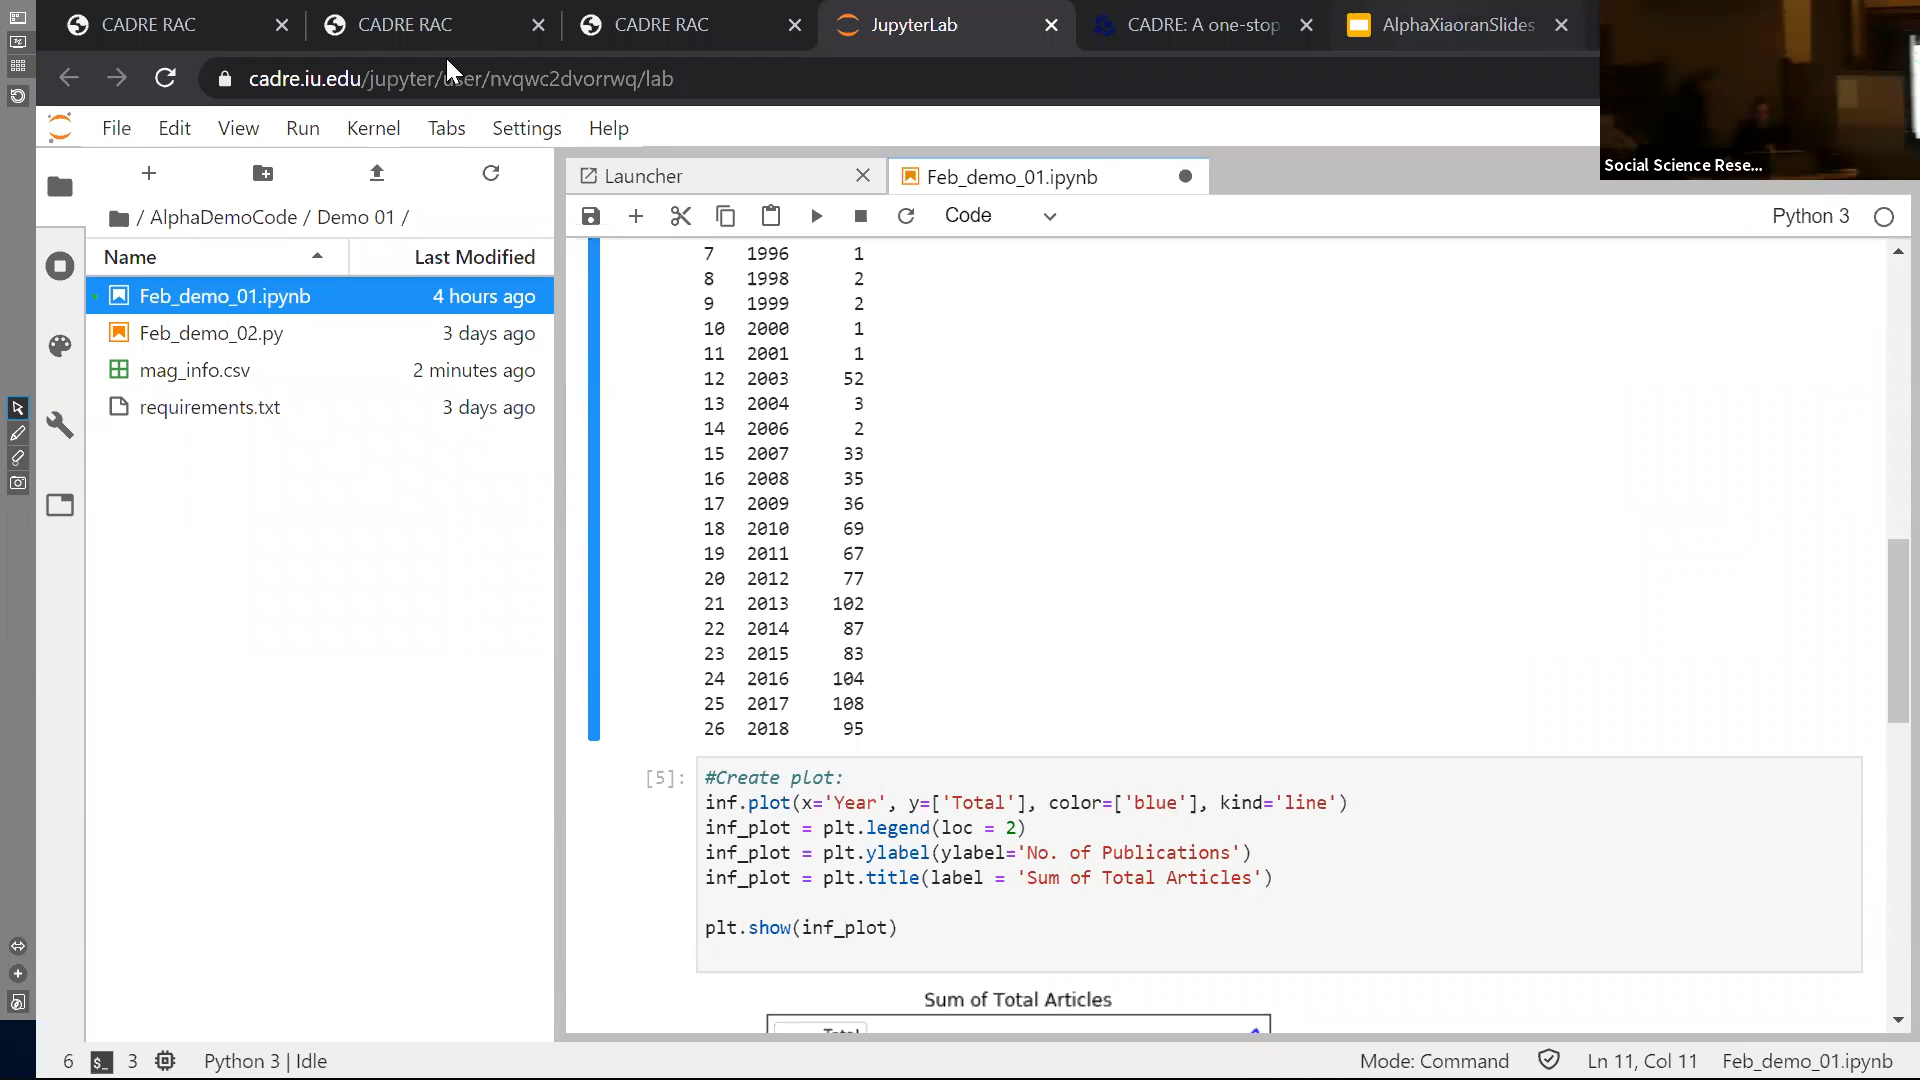 CADRE RAC
CADRE RAC
CADRE RAC
JupyterLab
CADRE: A one-stop
AlphaXiaoranSlides
cadre.iu.edu/jupyter/user/nvqwc2dvorrwq/lab
Social Science Rese...
File Edit View Run Kernel Tabs Settings Help
Launcher
Feb_demo_01.ipynb
/ AlphaDemoCode / Demo 01 /
Code
Python 3
Name Last Modified
Feb_demo_01.ipynb 4 hours ago
Feb_demo_02.py 3 days ago
mag_info.csv 2 minutes ago
requirements.txt 3 days ago
7 1996 1
8 1998 2
9 1999 2
10 2000 1
11 2001 1
12 2003 52
13 2004 3
14 2006 2
15 2007 33
16 2008 35
17 2009 36
18 2010 69
19 2011 67
20 2012 77
21 2013 102
22 2014 87
23 2015 83
24 2016 104
25 2017 108
26 2018 95
[5]:
#Create plot:
inf.plot(x='Year', y=['Total'], color=['blue'], kind='line')
inf_plot = plt.legend(loc = 2)
inf_plot = plt.ylabel(ylabel='No. of Publications')
inf_plot = plt.title(label = 'Sum of Total Articles')
plt.show(inf_plot)
Sum of Total Articles
Total
6 $_ 3 Python 3 | Idle
Mode: Command Ln 11, Col 11 Feb_demo_01.ipynb